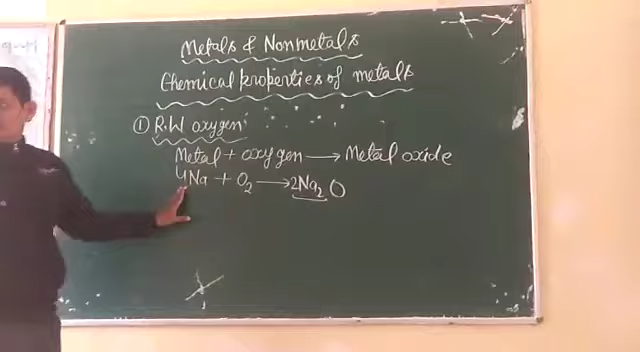 Metals & Nonmetals
Chemical properties of metals
① R.W oxygen
Metal + oxygen → Metal oxide
4Na + O₂ → 2Na₂O